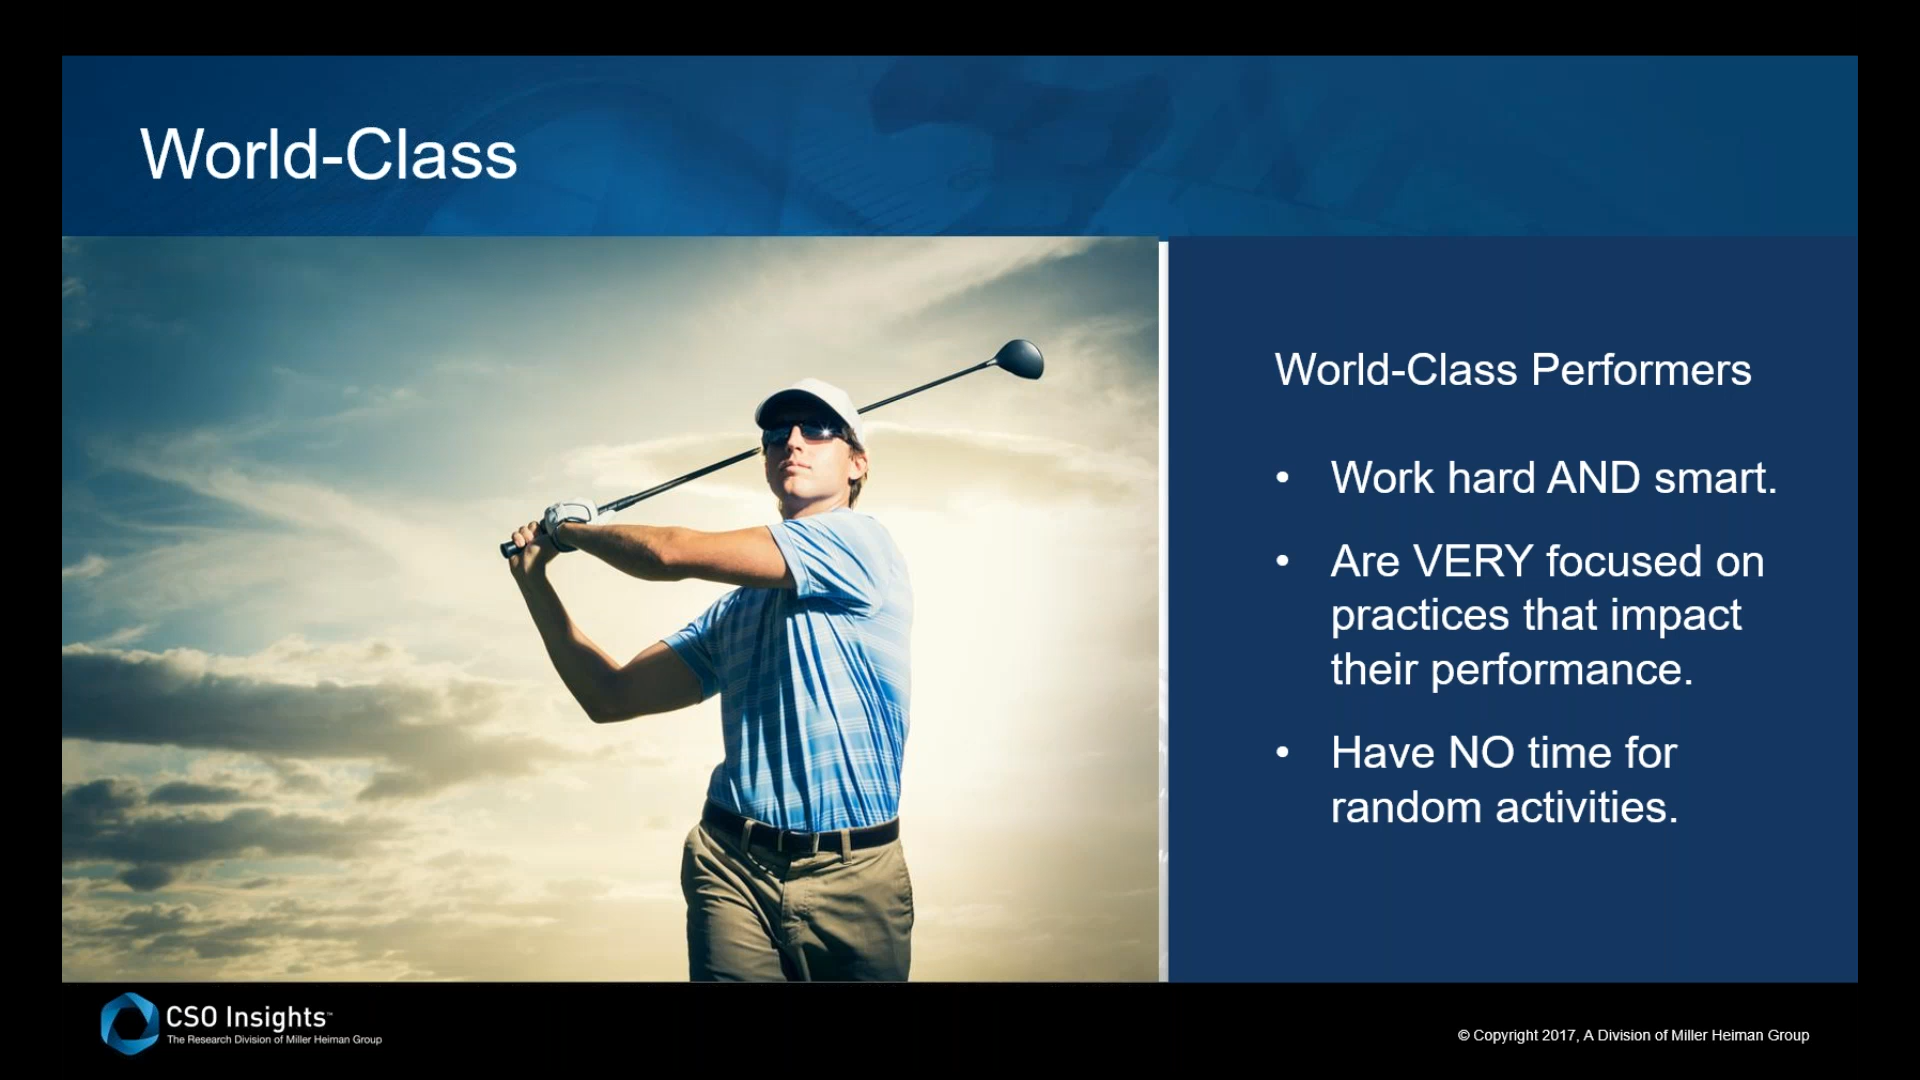 World-Class
World-Class Performers
• Work hard AND smart.
• Are VERY focused on
practices that impact
their performance.
• Have NO time for
random activities.
CSO Insights™
The Research Division of Miller Heiman Group
© Copyright 2017, A Division of Miller Heiman Group